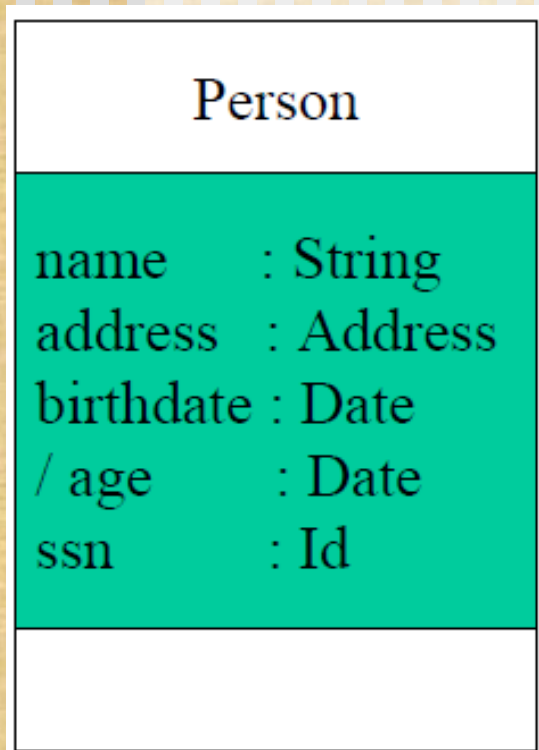 Person
name : String
address : Address
birthdate : Date
/ age : Date
ssn : Id